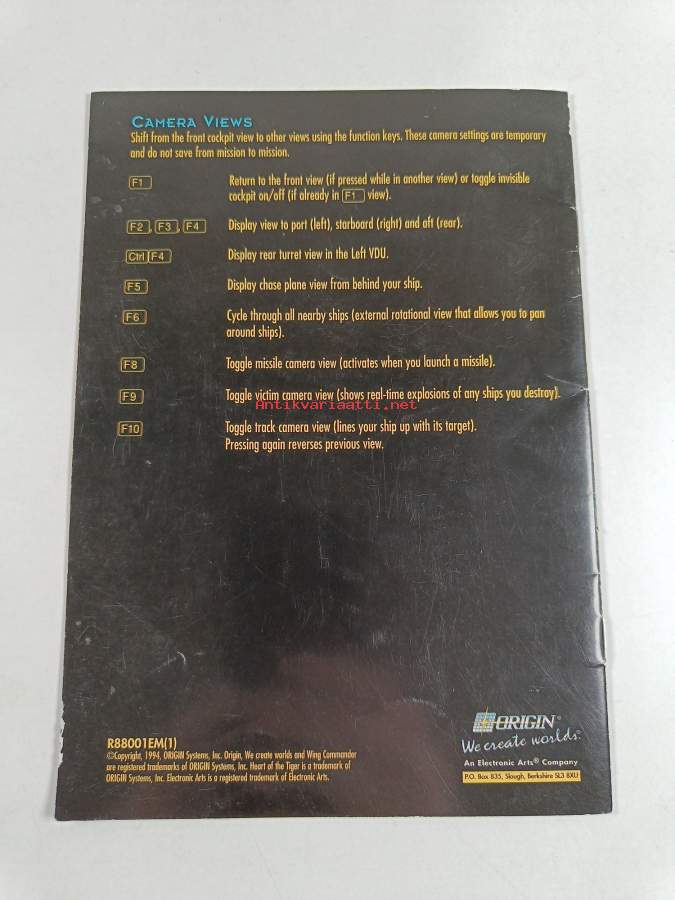 CAMERA VIEWS
Shift from the front cockpit view to other views using the function keys. These camera settings are temporary
and do not save from mission to mission.
F1 Return to the front view (if pressed while in another view) or toggle invisible
cockpit on/off (if already in F1 view).
F2, F3, F4 Display view to port (left), starboard (right) and aft (rear).
Ctrl F4 Display rear turret view in the Left VDU.
F5 Display chase plane view from behind your ship.
F6 Cycle through all nearby ships (external rotational view that allows you to pan
around ships).
F8 Toggle missile camera view (activates when you launch a missile).
F9 Toggle victim camera view (shows real-time explosions of any ships you destroy).
Antikvariaatti.net
F10 Toggle track camera view (lines your ship up with its target).
Pressing again reverses previous view.
R88001EM(1)
©Copyright, 1994, ORIGIN Systems, Inc. Origin, We create worlds and Wing Commander
are registered trademarks of ORIGIN Systems, Inc. Heart of the Tiger is a trademark of
ORIGIN Systems, Inc. Electronic Arts is a registered trademark of Electronic Arts.
ORIGIN
We create worlds
An Electronic Arts® Company
P.O. Box 835, Slough, Berkshire SL3 8XU